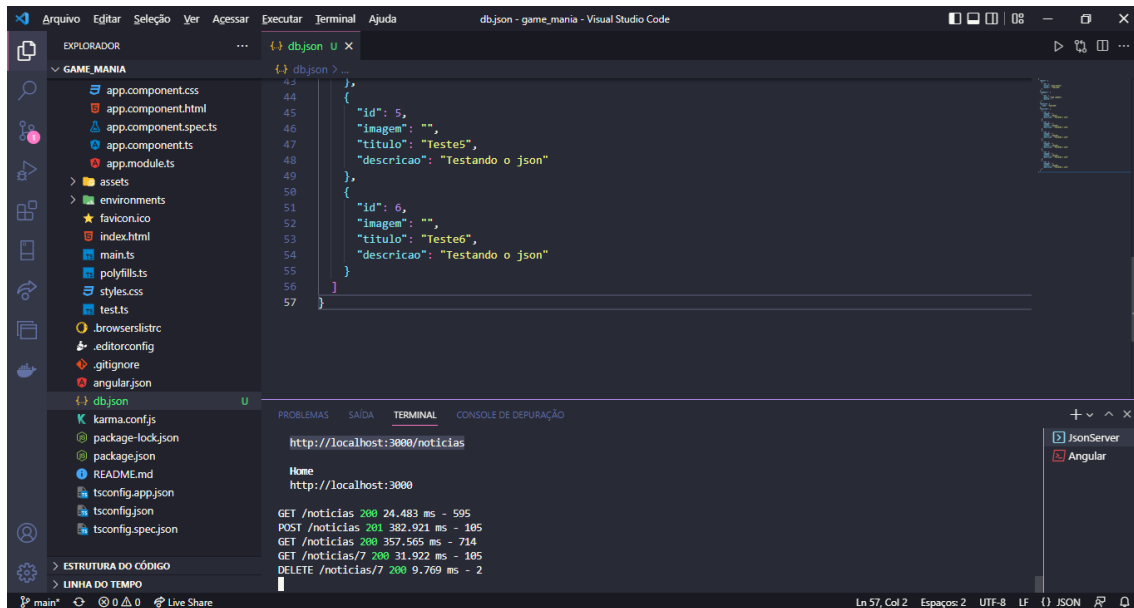 Arquivo Editar Seleção Ver Acessar Executar Terminal Ajuda db.json - game_mania - Visual Studio Code
EXPLORADOR
GAME_MANIA
app.component.css
app.component.html
app.component.spec.ts
app.component.ts
app.module.ts
assets
environments
favicon.ico
index.html
main.ts
polyfills.ts
styles.css
test.ts
.browserslistrc
.editorconfig
.gitignore
angular.json
db.json U
karma.conf.js
package-lock.json
package.json
README.md
tsconfig.app.json
tsconfig.json
tsconfig.spec.json
ESTRUTURA DO CÓDIGO
LINHA DO TEMPO
db.json U
db.json > ...
43 },
44 {
45 "id": 5,
46 "imagem": "",
47 "titulo": "Teste5",
48 "descricao": "Testando o json"
49 },
50 {
51 "id": 6,
52 "imagem": "",
53 "titulo": "Teste6",
54 "descricao": "Testando o json"
55 }
56 ]
57 }
PROBLEMAS SAÍDA TERMINAL CONSOLE DE DEPURAÇÃO
http://localhost:3000/noticias
Home
http://localhost:3000
GET /noticias 200 24.483 ms - 595
POST /noticias 201 382.921 ms - 105
GET /noticias 200 357.565 ms - 714
GET /noticias/7 200 31.922 ms - 105
DELETE /noticias/7 200 9.769 ms - 2
JsonServer
Angular
main* 0 0 Live Share Ln 57, Col 2 Espaços: 2 UTF-8 LF {} JSON